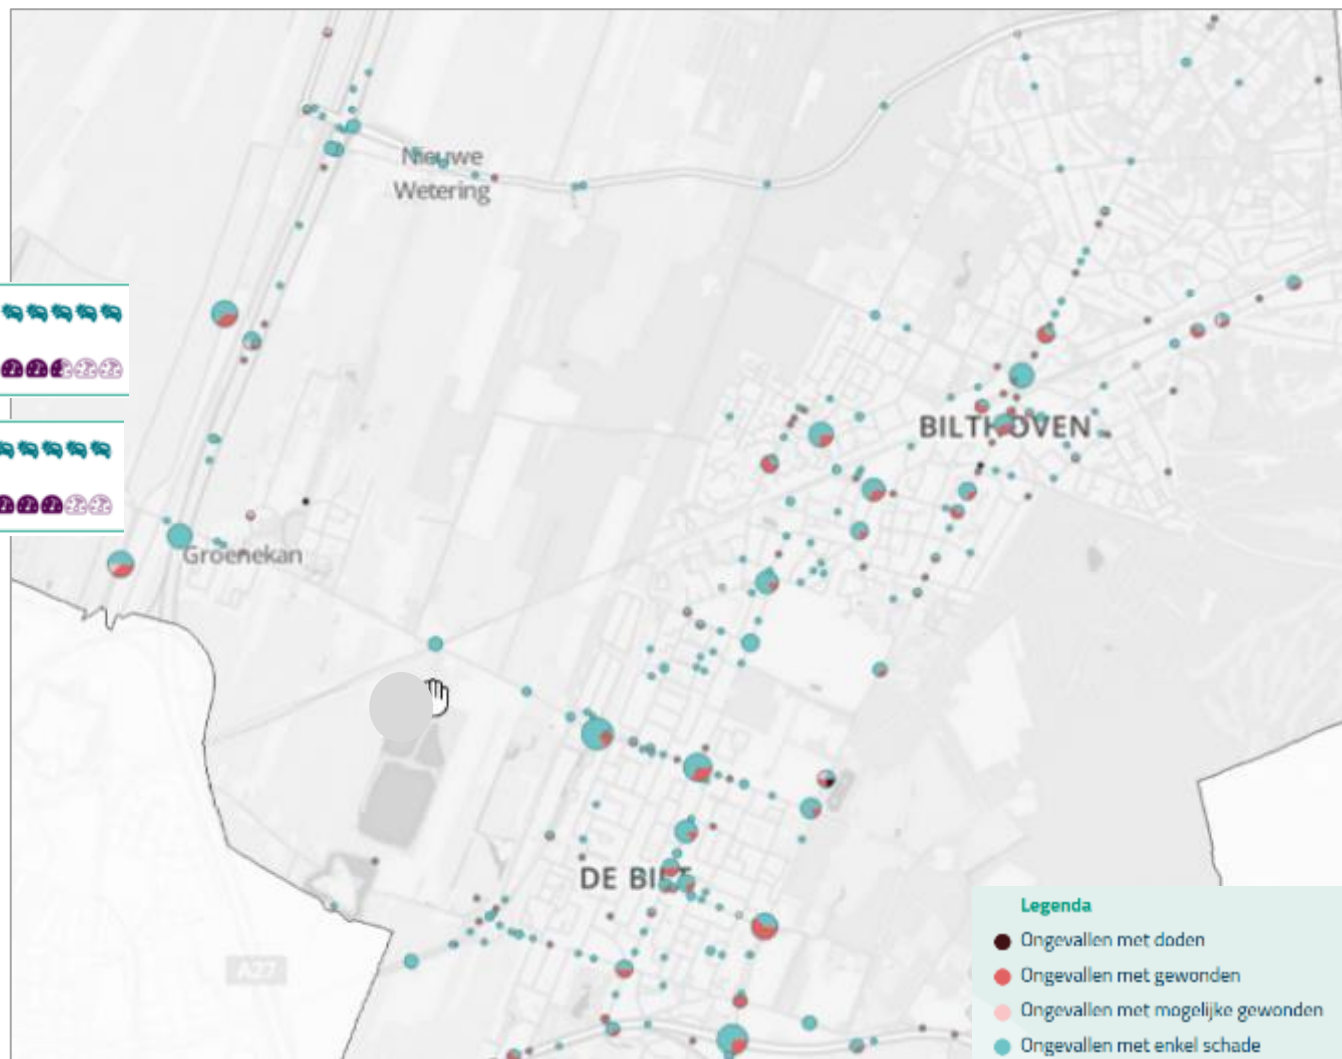 Nieuwe
Wetering
BILTHOVEN
Groenekan
DE BILT
A27
Legenda
Ongevallen met doden
Ongevallen met gewonden
Ongevallen met mogelijke gewonden
Ongevallen met enkel schade